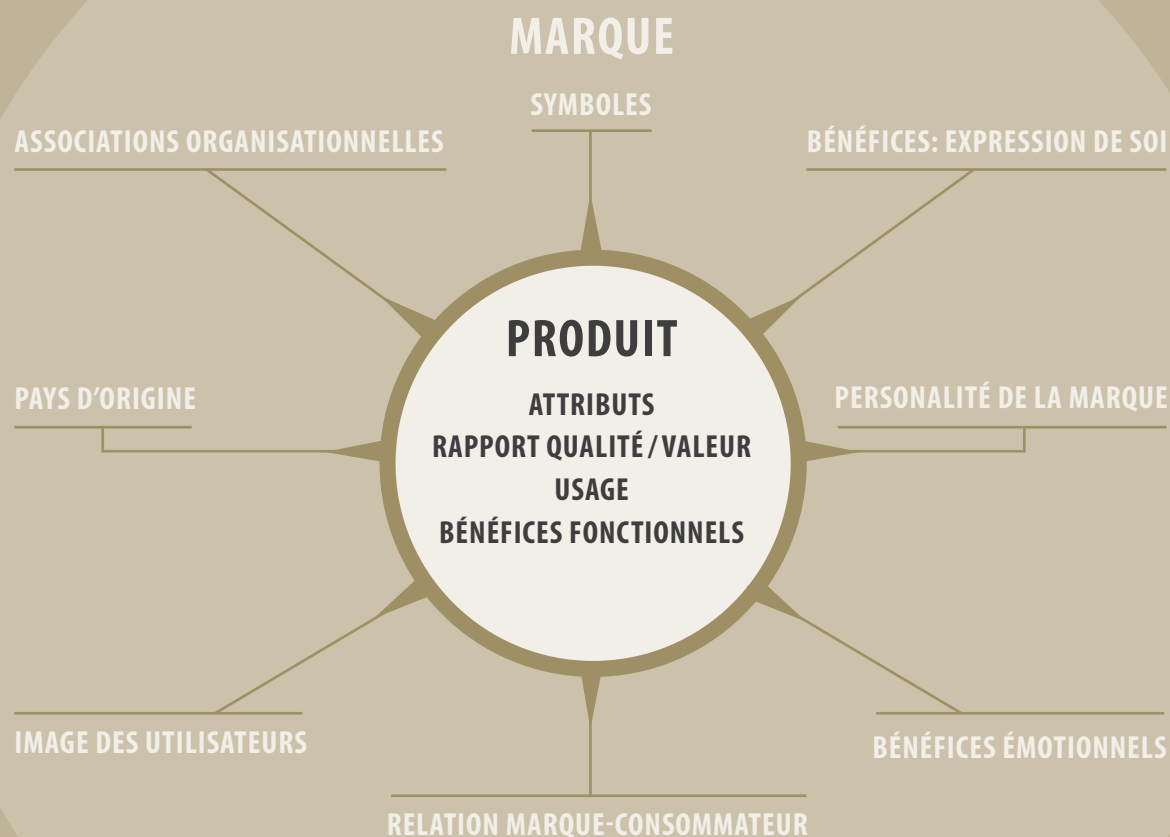 MARQUE
SYMBOLES
ASSOCIATIONS ORGANISATIONNELLES
BÉNÉFICES: EXPRESSION DE SOI
PRODUIT
ATTRIBUTS
RAPPORT QUALITÉ / VALEUR
USAGE
BÉNÉFICES FONCTIONNELS
PAYS D'ORIGINE
PERSONALITÉ DE LA MARQUE
IMAGE DES UTILISATEURS
BÉNÉFICES ÉMOTIONNELS
RELATION MARQUE-CONSOMMATEUR